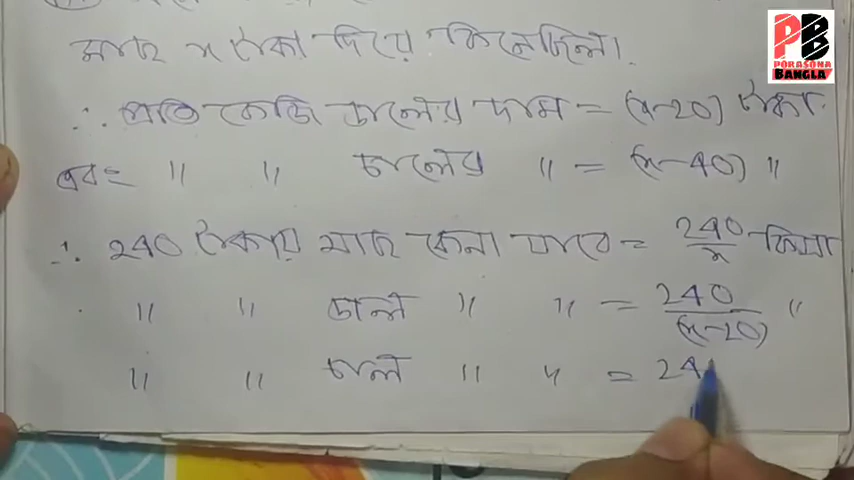 মাছ x টাকা দিয়ে কিনেছিল।
∴ প্রতি কেজি ডালের দাম = (x-20) টাকা
এবং " " চালের " = (x-40) "
∴ 240 টাকায় মাছ কেনা যাবে = 240/x কিগ্রা
" " ডাল " " = 240/(x-20) "
" " চাল " " = 24
PB
PORASONA
BANGLA